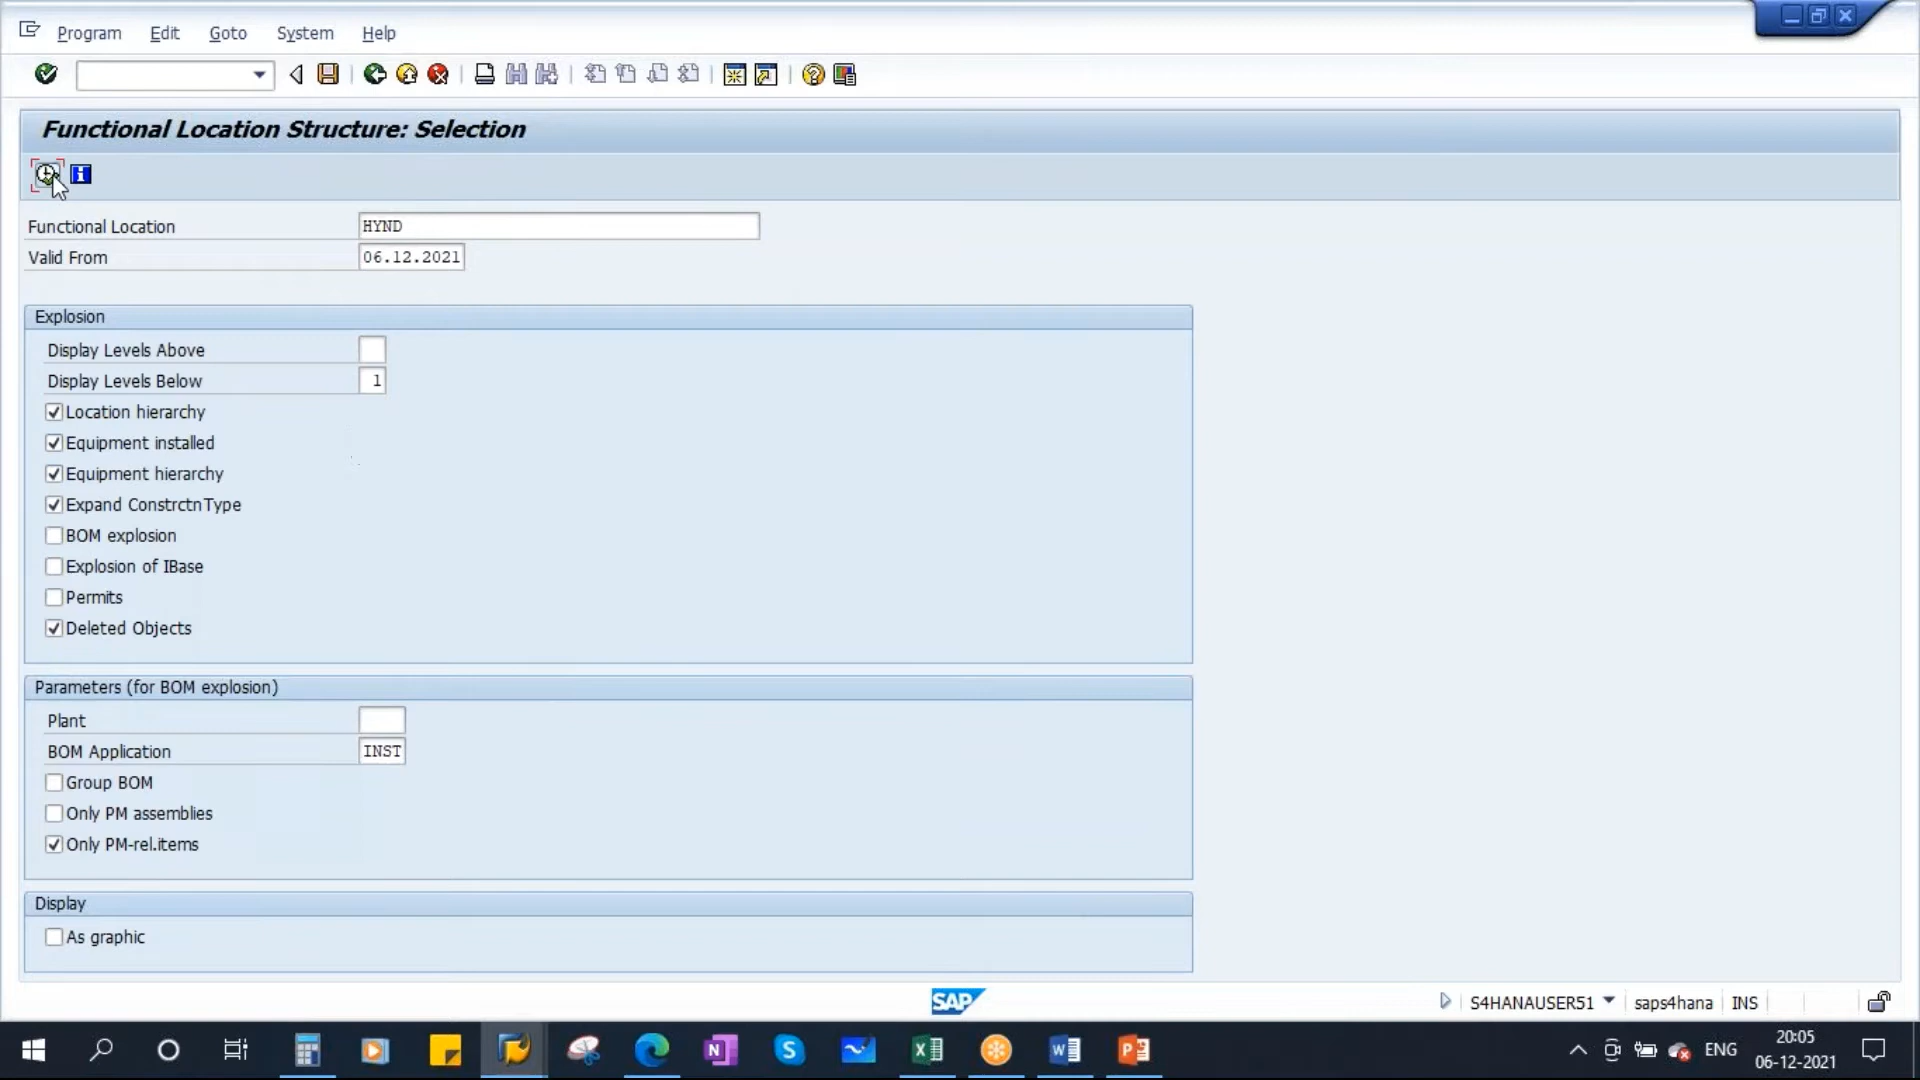 Program Edit Goto System Help
Functional Location Structure: Selection
Functional Location HYND
Valid From 06.12.2021
Explosion
Display Levels Above
Display Levels Below 1
Location hierarchy
Equipment installed
Equipment hierarchy
Expand ConstrctnType
BOM explosion
Explosion of IBase
Permits
Deleted Objects
Parameters (for BOM explosion)
Plant
BOM Application INST
Group BOM
Only PM assemblies
Only PM-rel.items
Display
As graphic
SAP S4HANAUSER51 saps4hana INS
20:05
ENG
06-12-2021